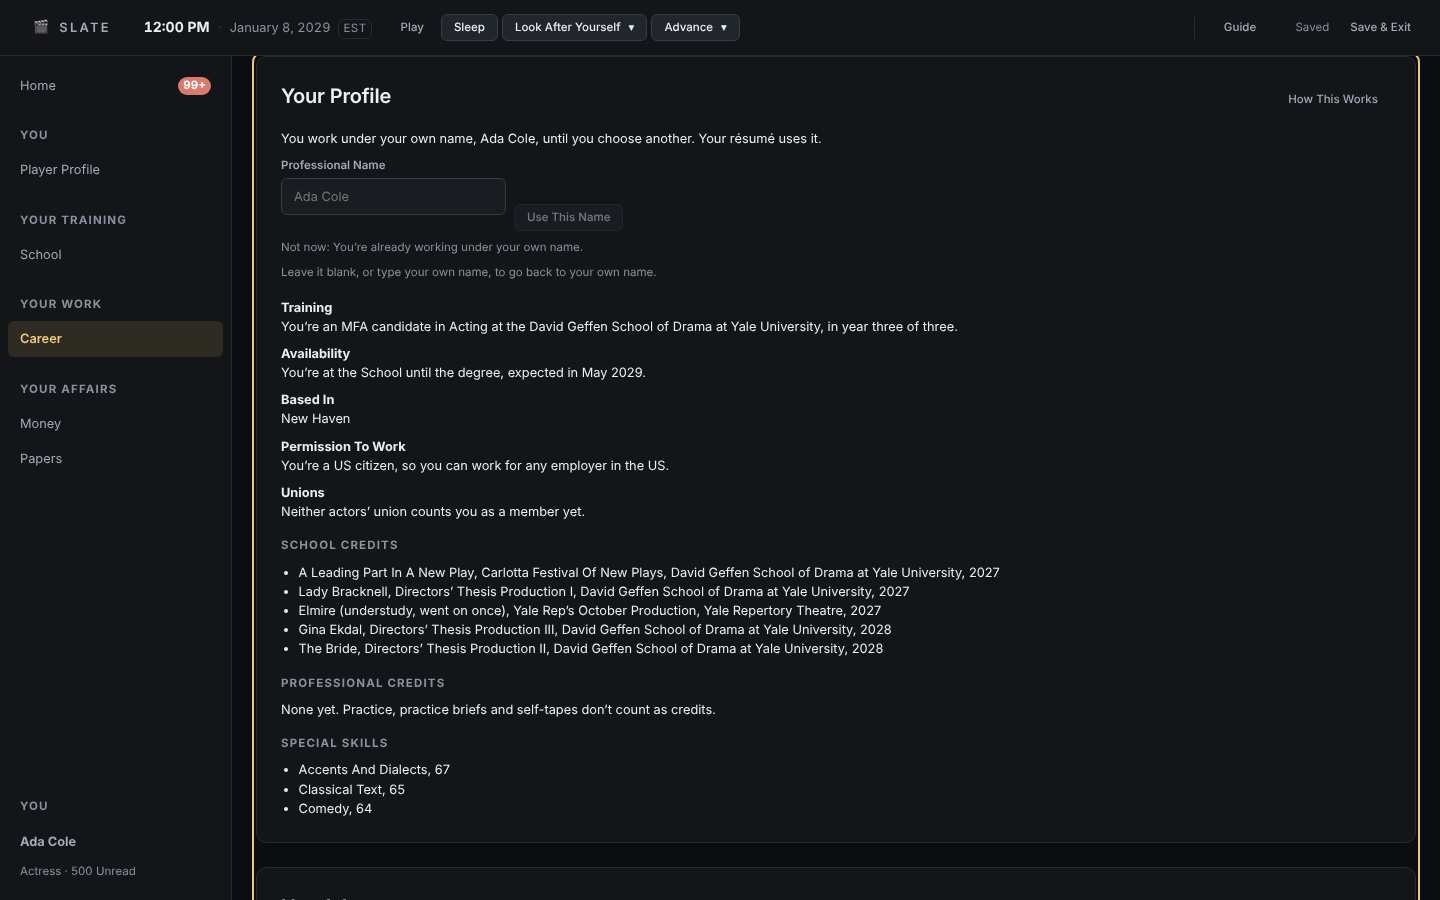 SLATE
12:00 PM · January 8, 2029 EST
Play
Sleep
Look After Yourself ▾
Advance ▾
Guide
Saved
Save & Exit
Home
99+
YOU
Player Profile
YOUR TRAINING
School
YOUR WORK
Career
YOUR AFFAIRS
Money
Papers
YOU
Ada Cole
Actress · 500 Unread
Your Profile
How This Works
You work under your own name, Ada Cole, until you choose another. Your résumé uses it.
Professional Name
Ada Cole
Use This Name
Not now: You’re already working under your own name.
Leave it blank, or type your own name, to go back to your own name.
Training
You’re an MFA candidate in Acting at the David Geffen School of Drama at Yale University, in year three of three.
Availability
You’re at the School until the degree, expected in May 2029.
Based In
New Haven
Permission To Work
You’re a US citizen, so you can work for any employer in the US.
Unions
Neither actors’ union counts you as a member yet.
SCHOOL CREDITS
• A Leading Part In A New Play, Carlotta Festival Of New Plays, David Geffen School of Drama at Yale University, 2027
• Lady Bracknell, Directors’ Thesis Production I, David Geffen School of Drama at Yale University, 2027
• Elmire (understudy, went on once), Yale Rep’s October Production, Yale Repertory Theatre, 2027
• Gina Ekdal, Directors’ Thesis Production III, David Geffen School of Drama at Yale University, 2028
• The Bride, Directors’ Thesis Production II, David Geffen School of Drama at Yale University, 2028
PROFESSIONAL CREDITS
None yet. Practice, practice briefs and self-tapes don’t count as credits.
SPECIAL SKILLS
• Accents And Dialects, 67
• Classical Text, 65
• Comedy, 64